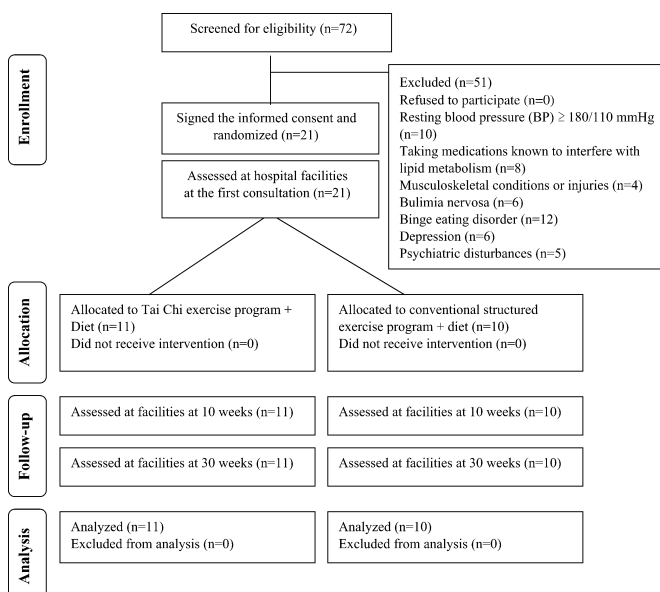 Screened for eligibility (n=72)
Enrollment
Excluded (n=51)
Refused to participate (n=0)
Resting blood pressure (BP) ≥ 180/110 mmHg
(n=10)
Taking medications known to interfere with
lipid metabolism (n=8)
Musculoskeletal conditions or injuries (n=4)
Bulimia nervosa (n=6)
Binge eating disorder (n=12)
Depression (n=6)
Psychiatric disturbances (n=5)
Signed the informed consent and
randomized (n=21)
Assessed at hospital facilities
at the first consultation (n=21)
Allocation
Allocated to Tai Chi exercise program +
Diet (n=11)
Did not receive intervention (n=0)
Allocated to conventional structured
exercise program + diet (n=10)
Did not receive intervention (n=0)
Follow-up
Assessed at facilities at 10 weeks (n=11)
Assessed at facilities at 10 weeks (n=10)
Assessed at facilities at 30 weeks (n=11)
Assessed at facilities at 30 weeks (n=10)
Analysis
Analyzed (n=11)
Excluded from analysis (n=0)
Analyzed (n=10)
Excluded from analysis (n=0)